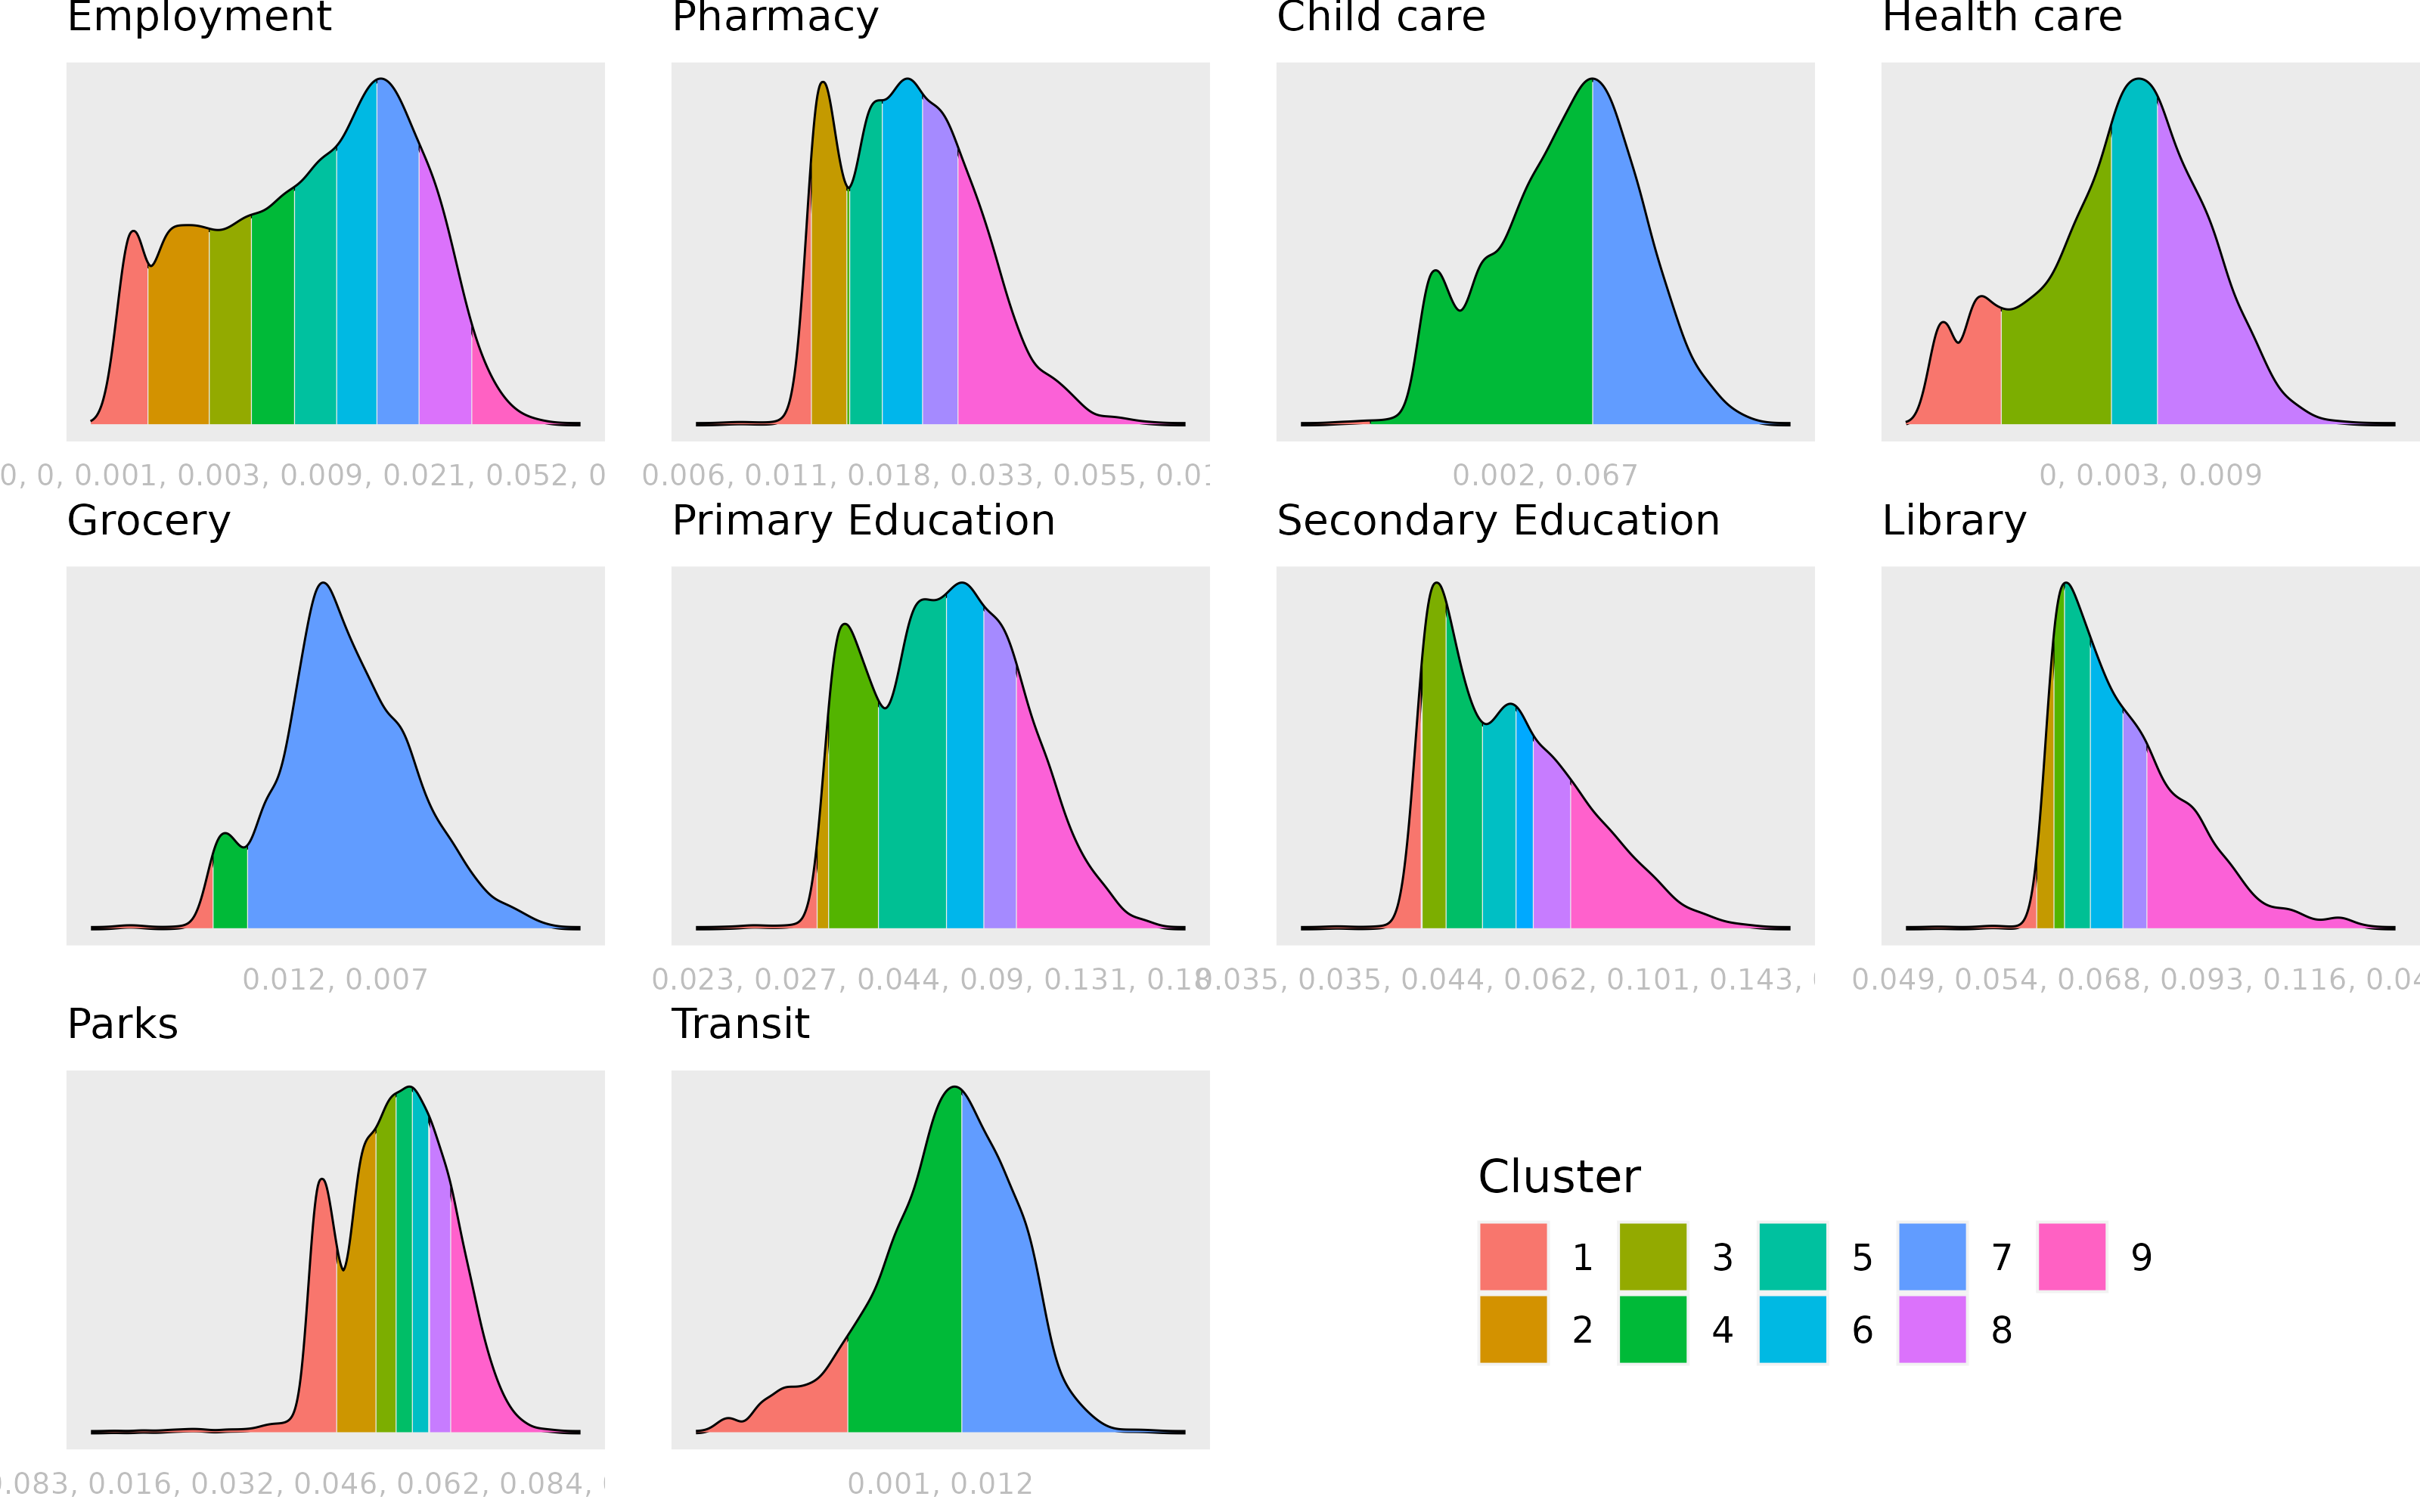 Employment
Pharmacy
Child care
Health care
0, 0, 0.001, 0.003, 0.009, 0.021, 0.052, 0
0.006, 0.011, 0.018, 0.033, 0.055, 0.01
0.002, 0.067
0, 0.003, 0.009
Grocery
Primary Education
Secondary Education
Library
0.012, 0.007
0.023, 0.027, 0.044, 0.09, 0.131, 0.18
0.035, 0.035, 0.044, 0.062, 0.101, 0.143,
0.049, 0.054, 0.068, 0.093, 0.116, 0.04
Parks
Transit
.083, 0.016, 0.032, 0.046, 0.062, 0.084,
0.001, 0.012
Cluster
1
3
5
7
9
2
4
6
8